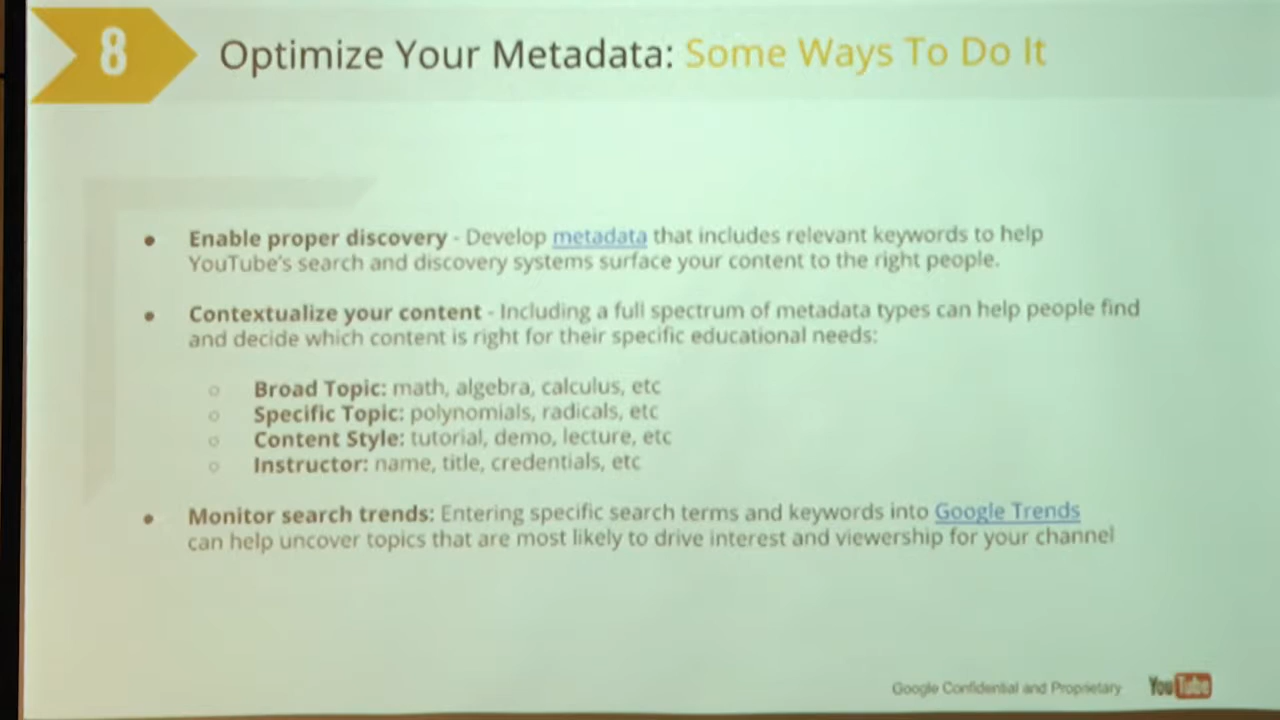 8
Optimize Your Metadata: Some Ways To Do It
● Enable proper discovery - Develop metadata that includes relevant keywords to help
YouTube's search and discovery systems surface your content to the right people.
● Contextualize your content - Including a full spectrum of metadata types can help people find
and decide which content is right for their specific educational needs:
○ Broad Topic: math, algebra, calculus, etc
○ Specific Topic: polynomials, radicals, etc
○ Content Style: tutorial, demo, lecture, etc
○ Instructor: name, title, credentials, etc
● Monitor search trends: Entering specific search terms and keywords into Google Trends
can help uncover topics that are most likely to drive interest and viewership for your channel
Google Confidential and Proprietary YouTube